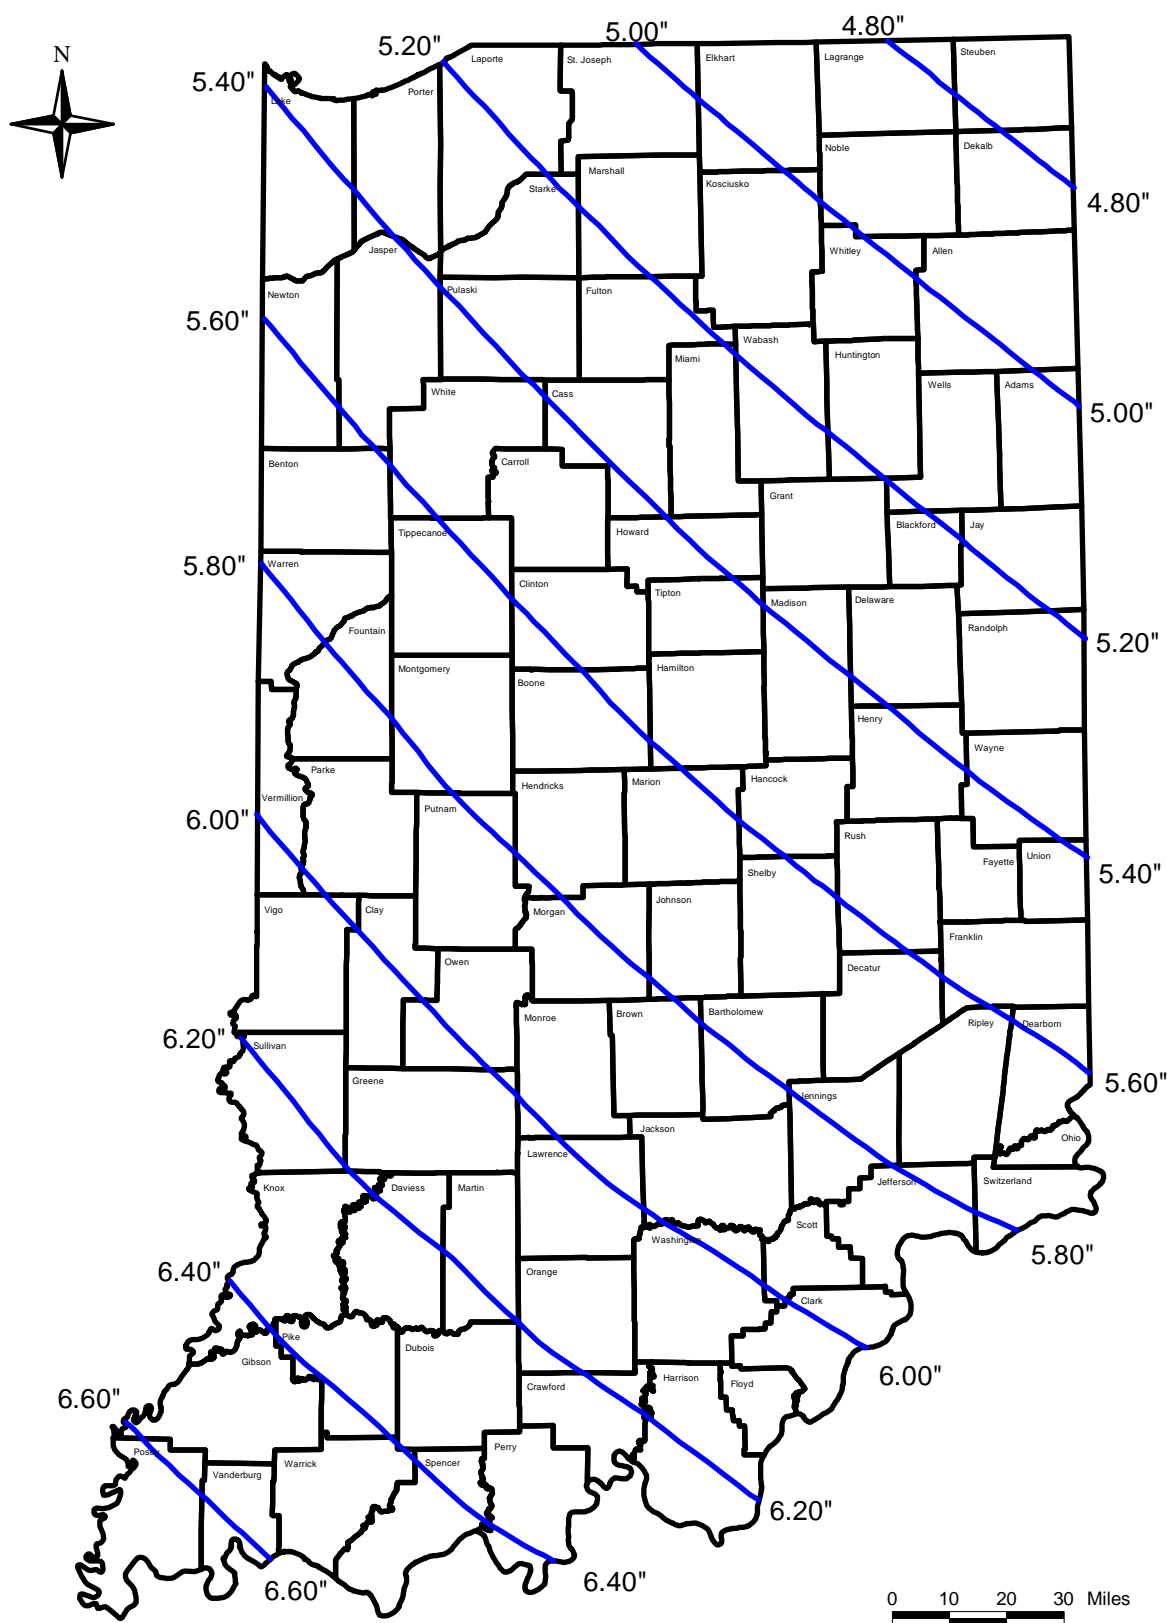 5.00"
4.80"
5.20"
N
Laporte
St. Joseph
Elkhart
Lagrange
Steuben
5.40"
Lake
Porter
Noble
Dekalb
Starke
Marshall
Kosciusko
4.80"
Jasper
Whitley
Allen
Newton
Pulaski
Fulton
5.60"
Miami
Wabash
Huntington
White
Cass
Wells
Adams
5.00"
Benton
Carroll
Grant
Tippecanoe
Howard
Blackford
Jay
5.80"
Warren
Clinton
Tipton
Madison
Delaware
Fountain
Randolph
5.20"
Montgomery
Boone
Hamilton
Henry
Wayne
Parke
Hendricks
Marion
Hancock
Vermillion
Putnam
6.00"
Rush
Fayette
Union
5.40"
Shelby
Vigo
Clay
Morgan
Johnson
Franklin
Owen
Decatur
Monroe
Brown
Bartholomew
Ripley
Dearborn
6.20"
Sullivan
Greene
5.60"
Jennings
Jackson
Ohio
Lawrence
Knox
Daviess
Martin
Jefferson
Switzerland
Scott
Washington
5.80"
6.40"
Orange
Clark
Pike
Gibson
Dubois
6.00"
Crawford
Harrison
Floyd
6.60"
Posey
Vanderburg
Warrick
Spencer
Perry
6.20"
6.60"
6.40"
0 10 20 30 Miles